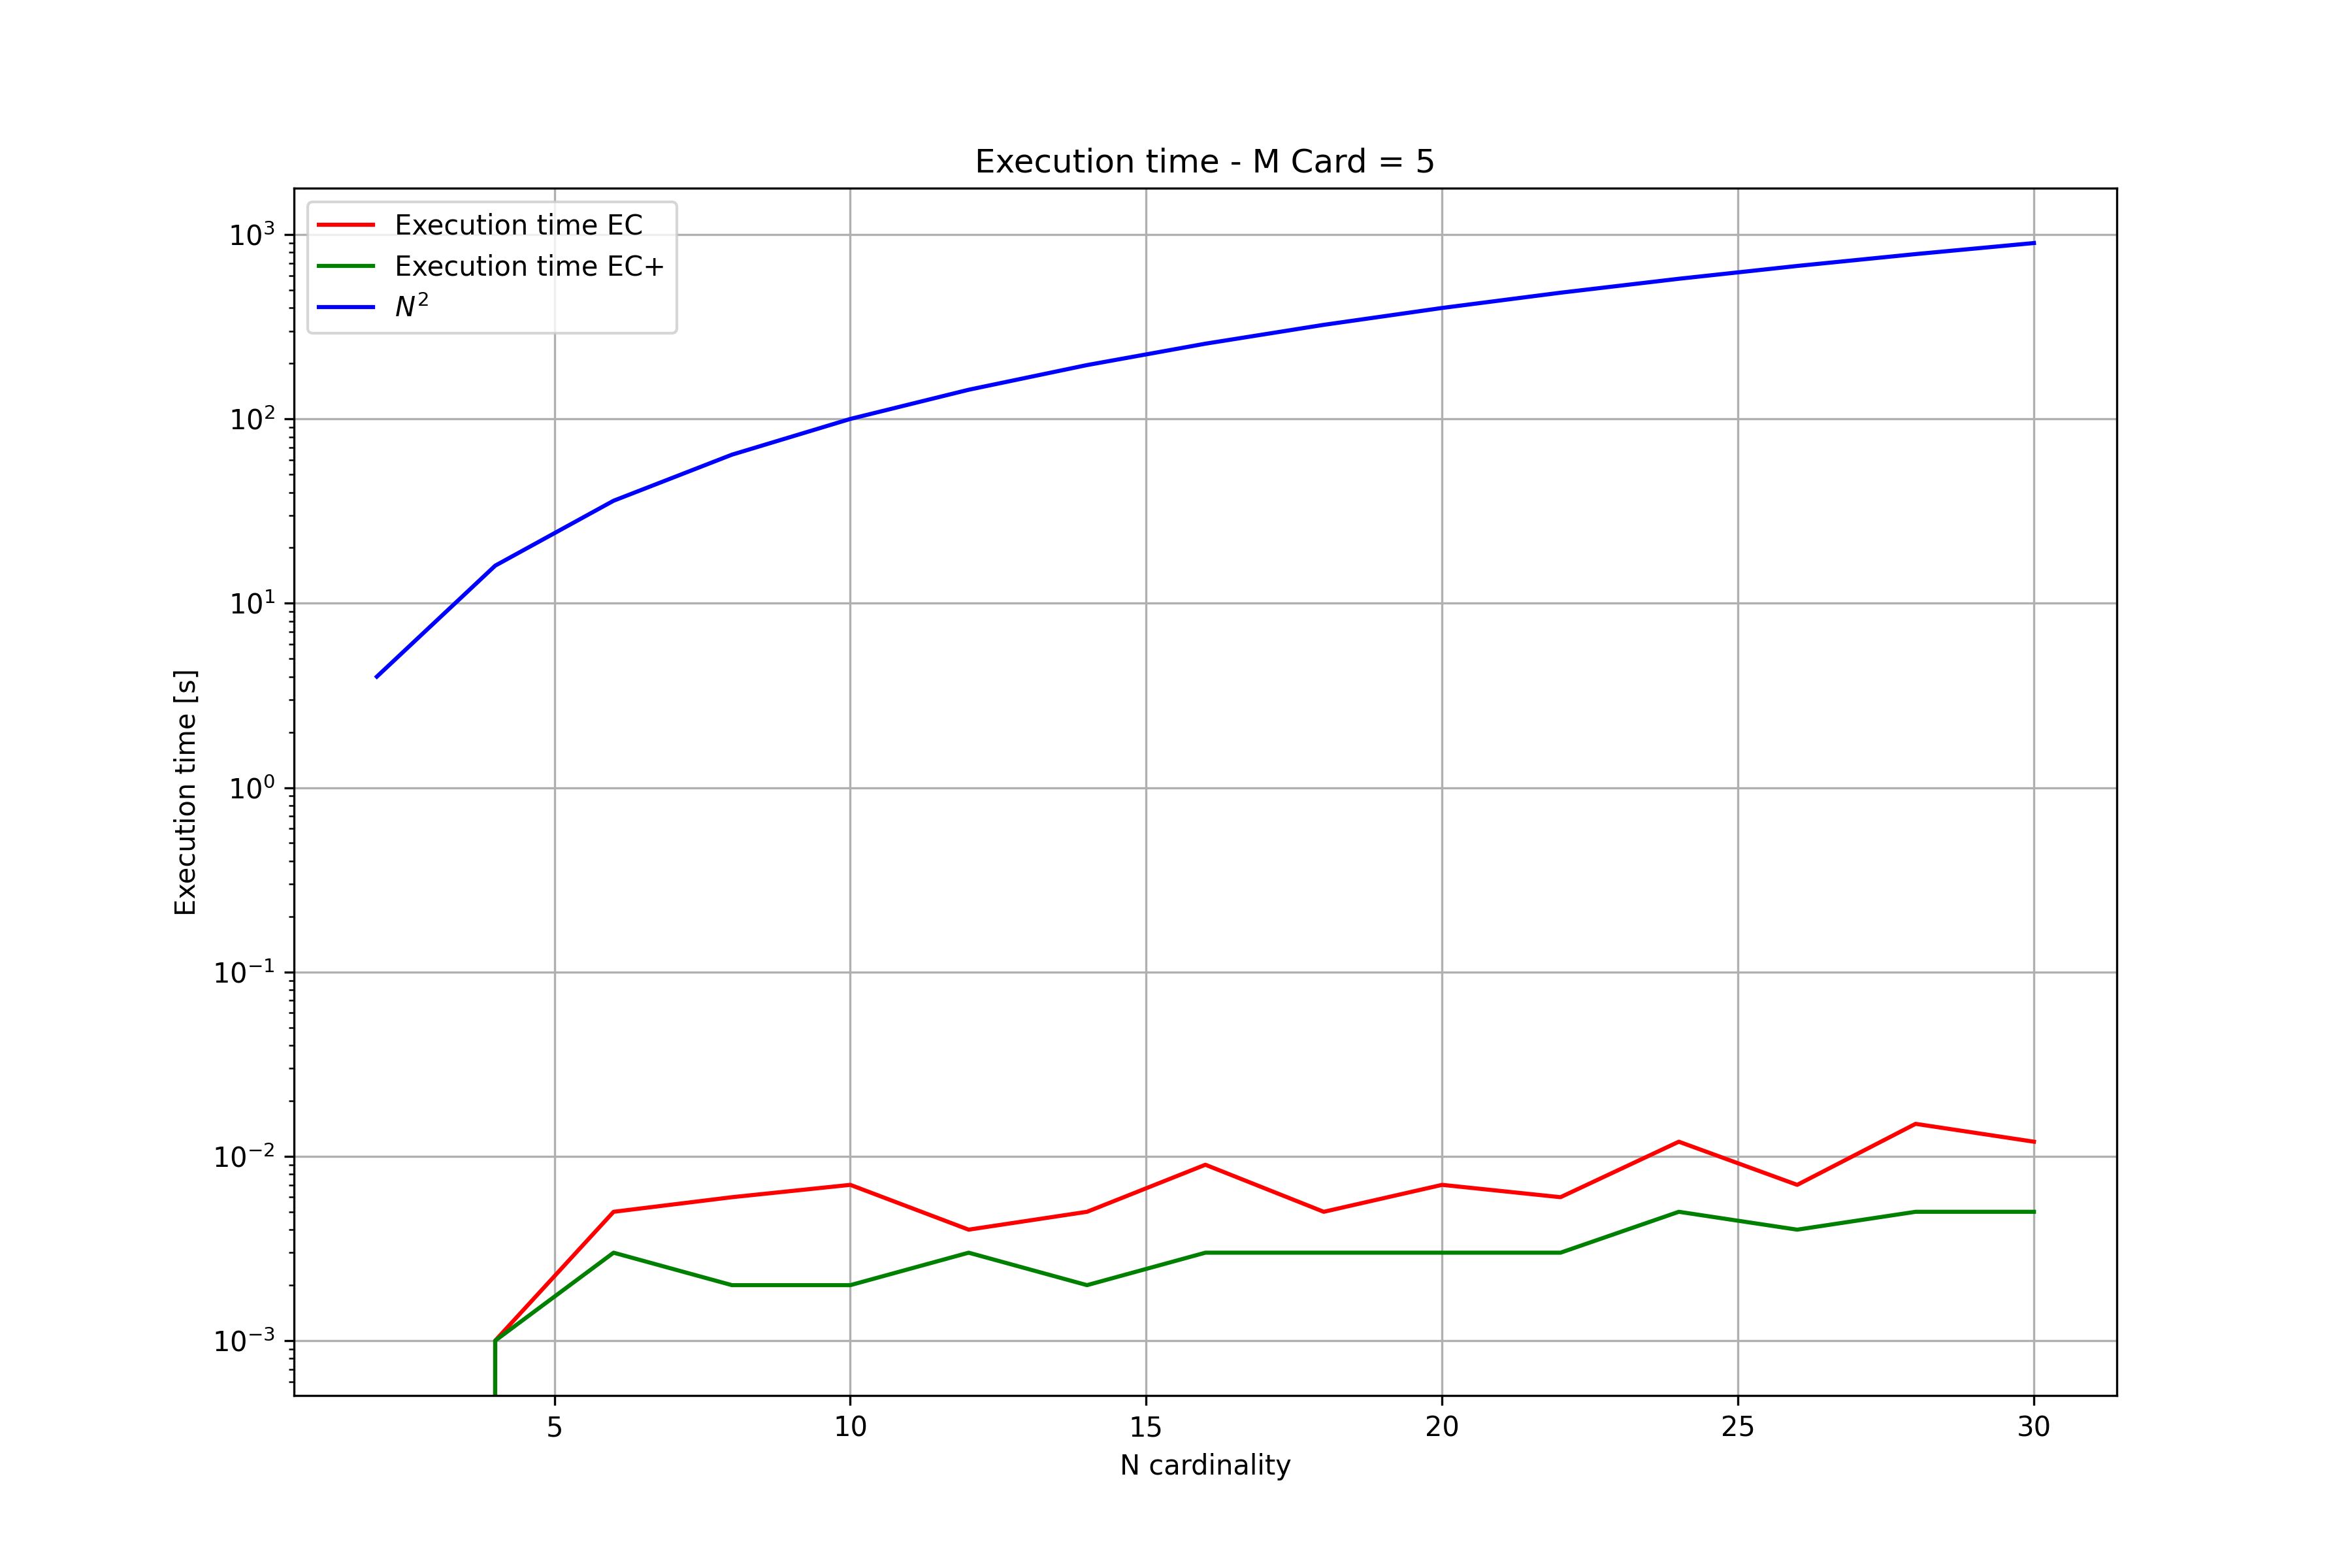 Execution time - M Card = 5
Execution time EC
Execution time EC+
N²
10³
10²
10¹
10⁰
10⁻¹
10⁻²
10⁻³
Execution time [s]
5 10 15 20 25 30
N cardinality